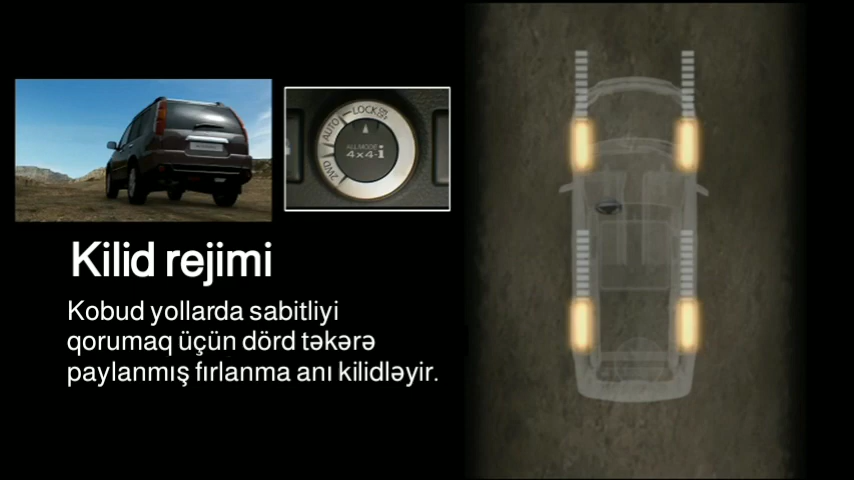 LOCK
AUTO
2WD
ALL MODE
4x4-i
Kilid rejimi
Kobud yollarda sabitliyi
qorumaq üçün dörd təkərə
paylanmış fırlanma anı kilidləyir.